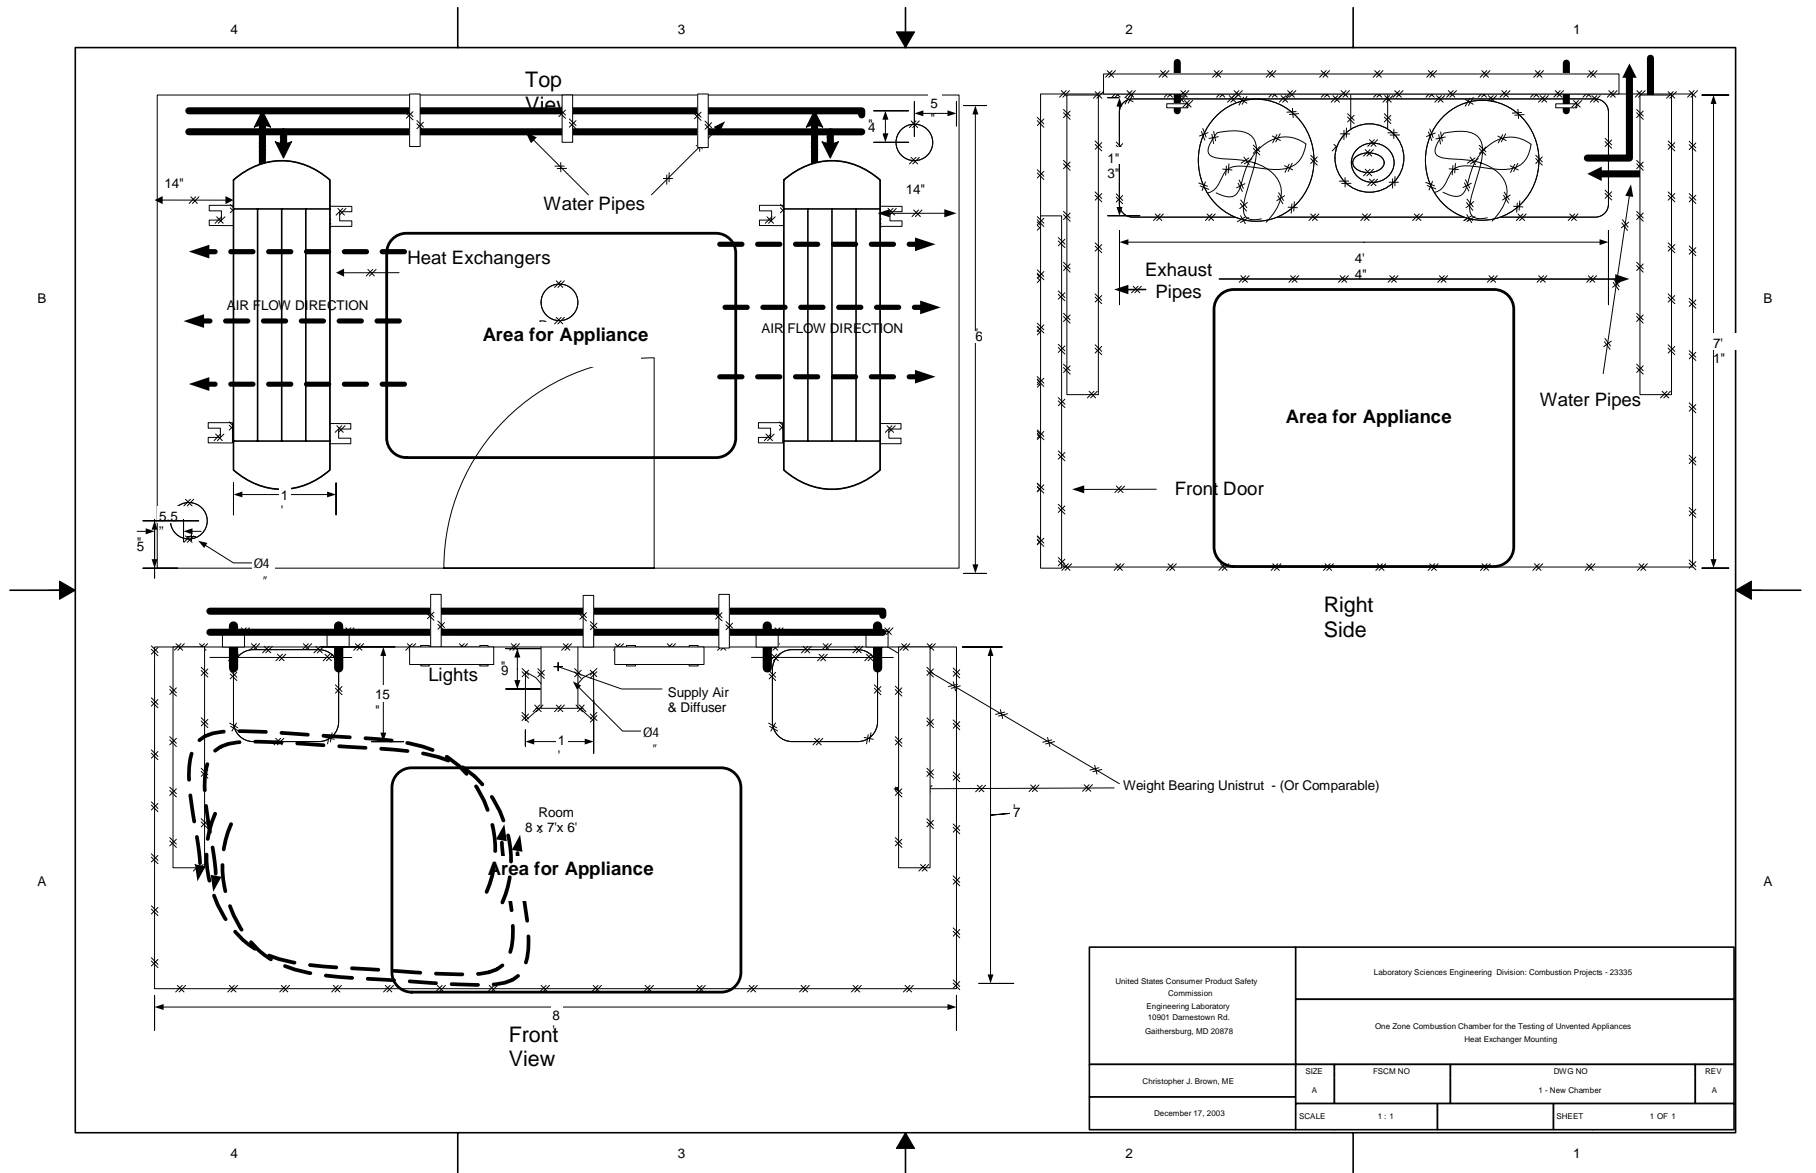 4 3 2 1
Top
View
5
"
4
"
14"
14"
Water Pipes
Heat Exchangers
AIR FLOW DIRECTION
AIR FLOW DIRECTION
Area for Appliance
6
'
1
'
5.5
"
5
"
Ø4
"
1"
3"
4'
4"
Exhaust
Pipes
7'
1"
Water Pipes
Area for Appliance
Front Door
Right
Side
B
B
Lights
15
"
9
"
Supply Air
& Diffuser
Ø4
"
1
'
Weight Bearing Unistrut - (Or Comparable)
7
'
Room
8 x 7'x 6'
Area for Appliance
A
A
8
'
Front
View
United States Consumer Product Safety
Commission
Engineering Laboratory
10901 Darnestown Rd.
Gaithersburg, MD 20878
Laboratory Sciences Engineering Division: Combustion Projects - 23335
One Zone Combustion Chamber for the Testing of Unvented Appliances
Heat Exchanger Mounting
Christopher J. Brown, ME
SIZE FSCM NO DWG NO REV
A 1 - New Chamber A
December 17, 2003
SCALE 1 : 1 SHEET 1 OF 1
4 3 2 1